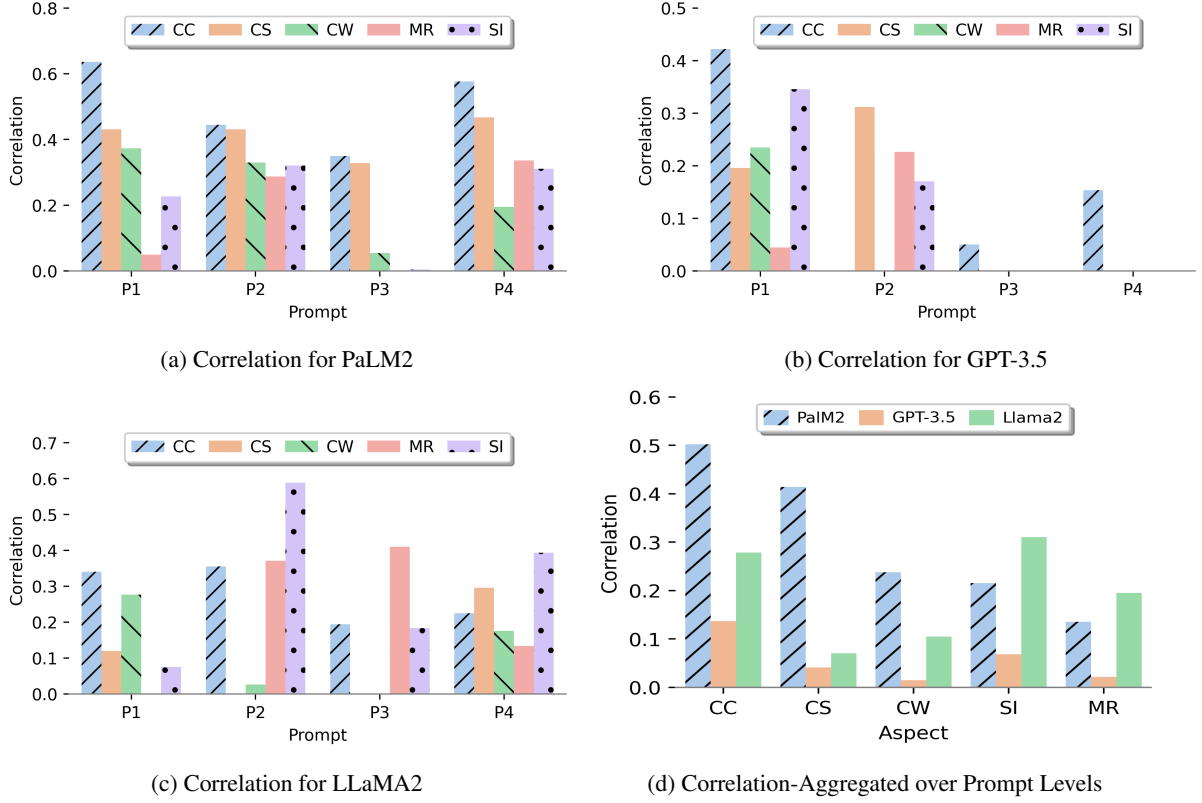 0.8
0.6
0.4
0.2
0.0
Correlation
CC CS CW MR SI
P1 P2 P3 P4
Prompt
(a) Correlation for PaLM2
0.5
0.4
0.3
0.2
0.1
0.0
Correlation
CC CS CW MR SI
P1 P2 P3 P4
Prompt
(b) Correlation for GPT-3.5
0.7
0.6
0.5
0.4
0.3
0.2
0.1
0.0
Correlation
CC CS CW MR SI
P1 P2 P3 P4
Prompt
(c) Correlation for LLaMA2
0.6
0.5
0.4
0.3
0.2
0.1
0.0
Correlation
PalM2 GPT-3.5 Llama2
CC CS CW SI MR
Aspect
(d) Correlation-Aggregated over Prompt Levels